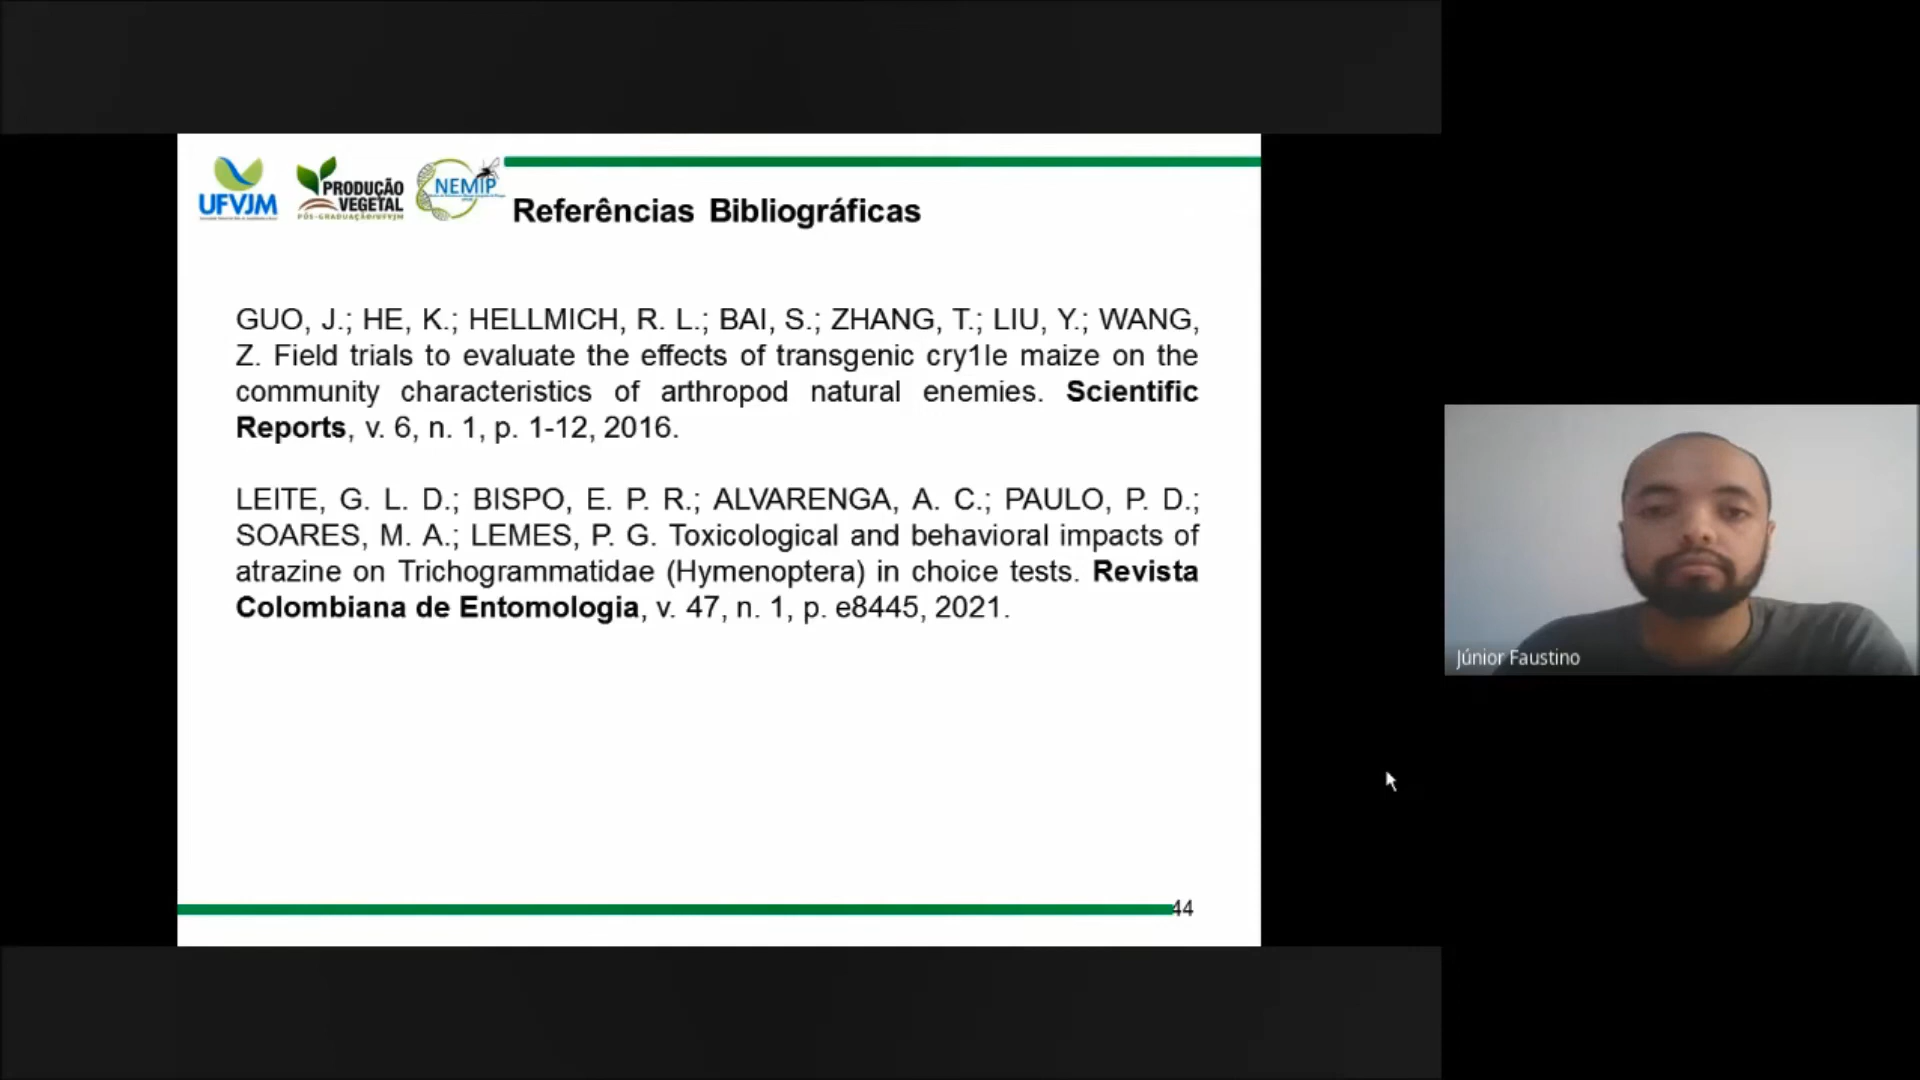 UFVJM
PRODUÇÃO
VEGETAL
PÓS-GRADUAÇÃO/UFVJM
NEMIP
Referências Bibliográficas
GUO, J.; HE, K.; HELLMICH, R. L.; BAI, S.; ZHANG, T.; LIU, Y.; WANG,
Z. Field trials to evaluate the effects of transgenic cry1Ie maize on the
community characteristics of arthropod natural enemies. Scientific
Reports, v. 6, n. 1, p. 1-12, 2016.
LEITE, G. L. D.; BISPO, E. P. R.; ALVARENGA, A. C.; PAULO, P. D.;
SOARES, M. A.; LEMES, P. G. Toxicological and behavioral impacts of
atrazine on Trichogrammatidae (Hymenoptera) in choice tests. Revista
Colombiana de Entomologia, v. 47, n. 1, p. e8445, 2021.
44
Júnior Faustino